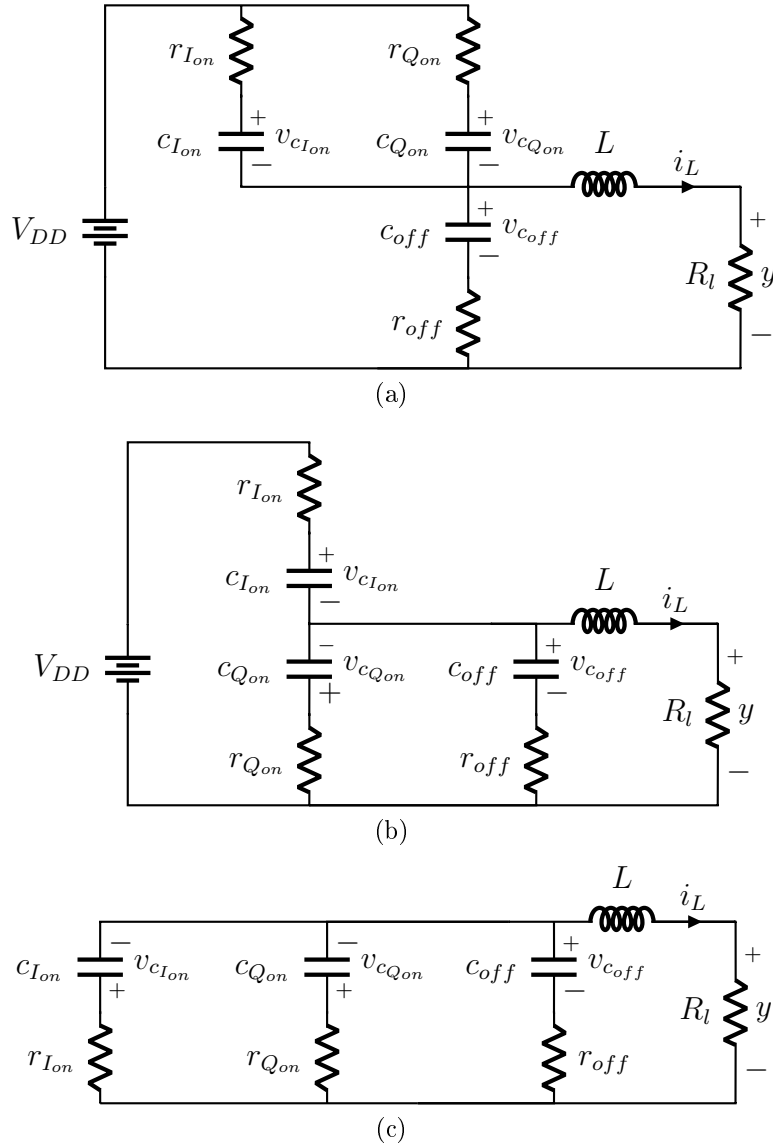 r_{I_{on}} r_{Q_{on}}
+ +
c_{I_{on}} v_{c_{I_{on}}} c_{Q_{on}} v_{c_{Q_{on}}}
− −
L i_L
V_{DD} + +
c_{off} v_{c_{off}}
− R_l y
r_{off} −
(a)
r_{I_{on}}
+
c_{I_{on}} v_{c_{I_{on}}}
− L i_L
V_{DD} − + +
c_{Q_{on}} v_{c_{Q_{on}}} c_{off} v_{c_{off}}
+ − R_l y
r_{Q_{on}} r_{off} −
(b)
L i_L
− − + +
c_{I_{on}} v_{c_{I_{on}}} c_{Q_{on}} v_{c_{Q_{on}}} c_{off} v_{c_{off}}
+ + − R_l y
r_{I_{on}} r_{Q_{on}} r_{off} −
(c)